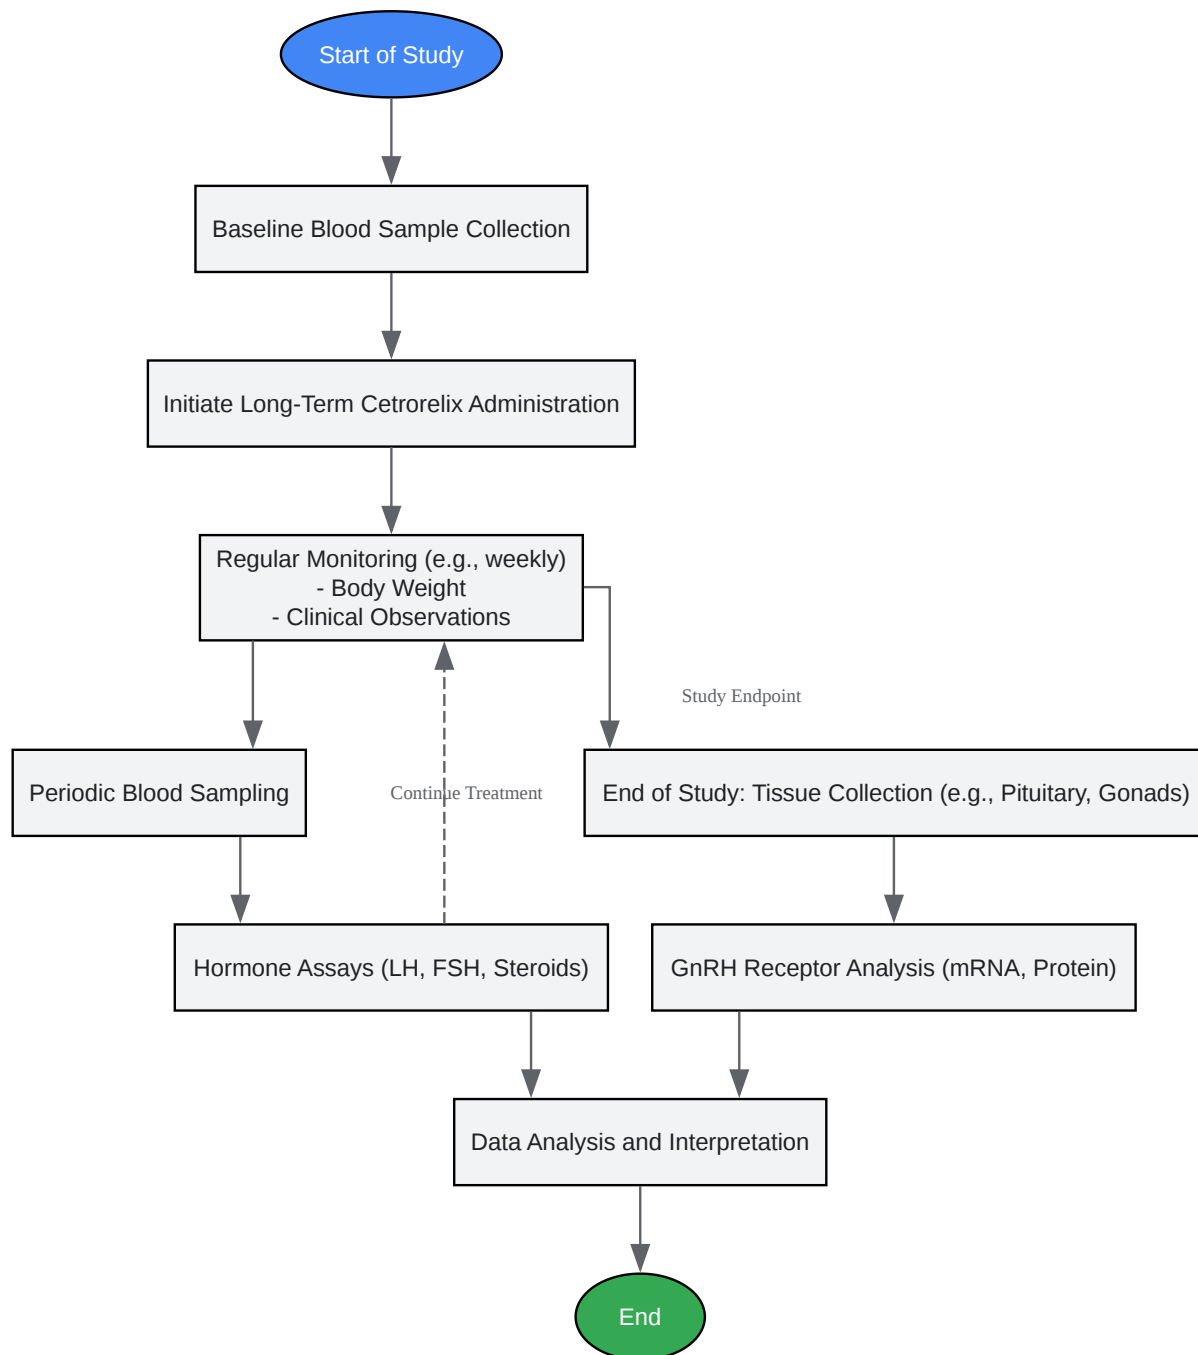 Start of Study
Baseline Blood Sample Collection
Initiate Long-Term Cetrorelix Administration
Regular Monitoring (e.g., weekly)
- Body Weight
- Clinical Observations
Study Endpoint
Periodic Blood Sampling
Continue Treatment
End of Study: Tissue Collection (e.g., Pituitary, Gonads)
Hormone Assays (LH, FSH, Steroids)
GnRH Receptor Analysis (mRNA, Protein)
Data Analysis and Interpretation
End